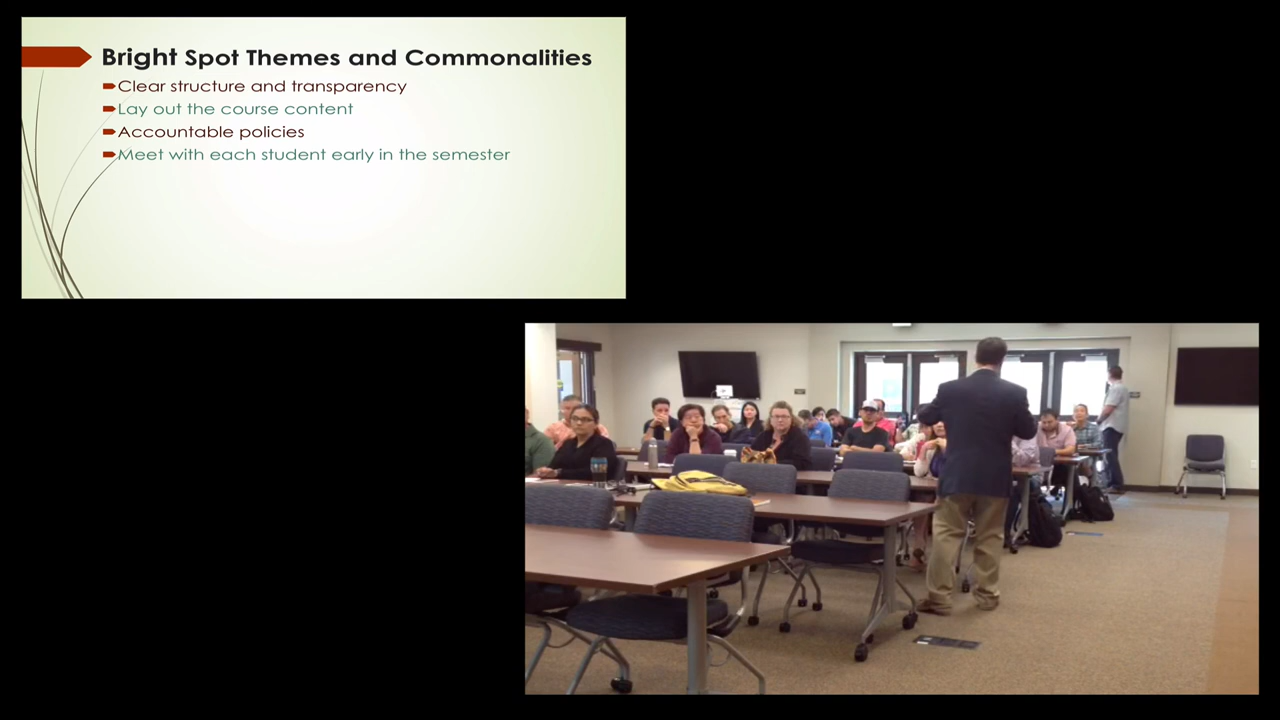 Bright Spot Themes and Commonalities
Clear structure and transparency
Lay out the course content
Accountable policies
Meet with each student early in the semester